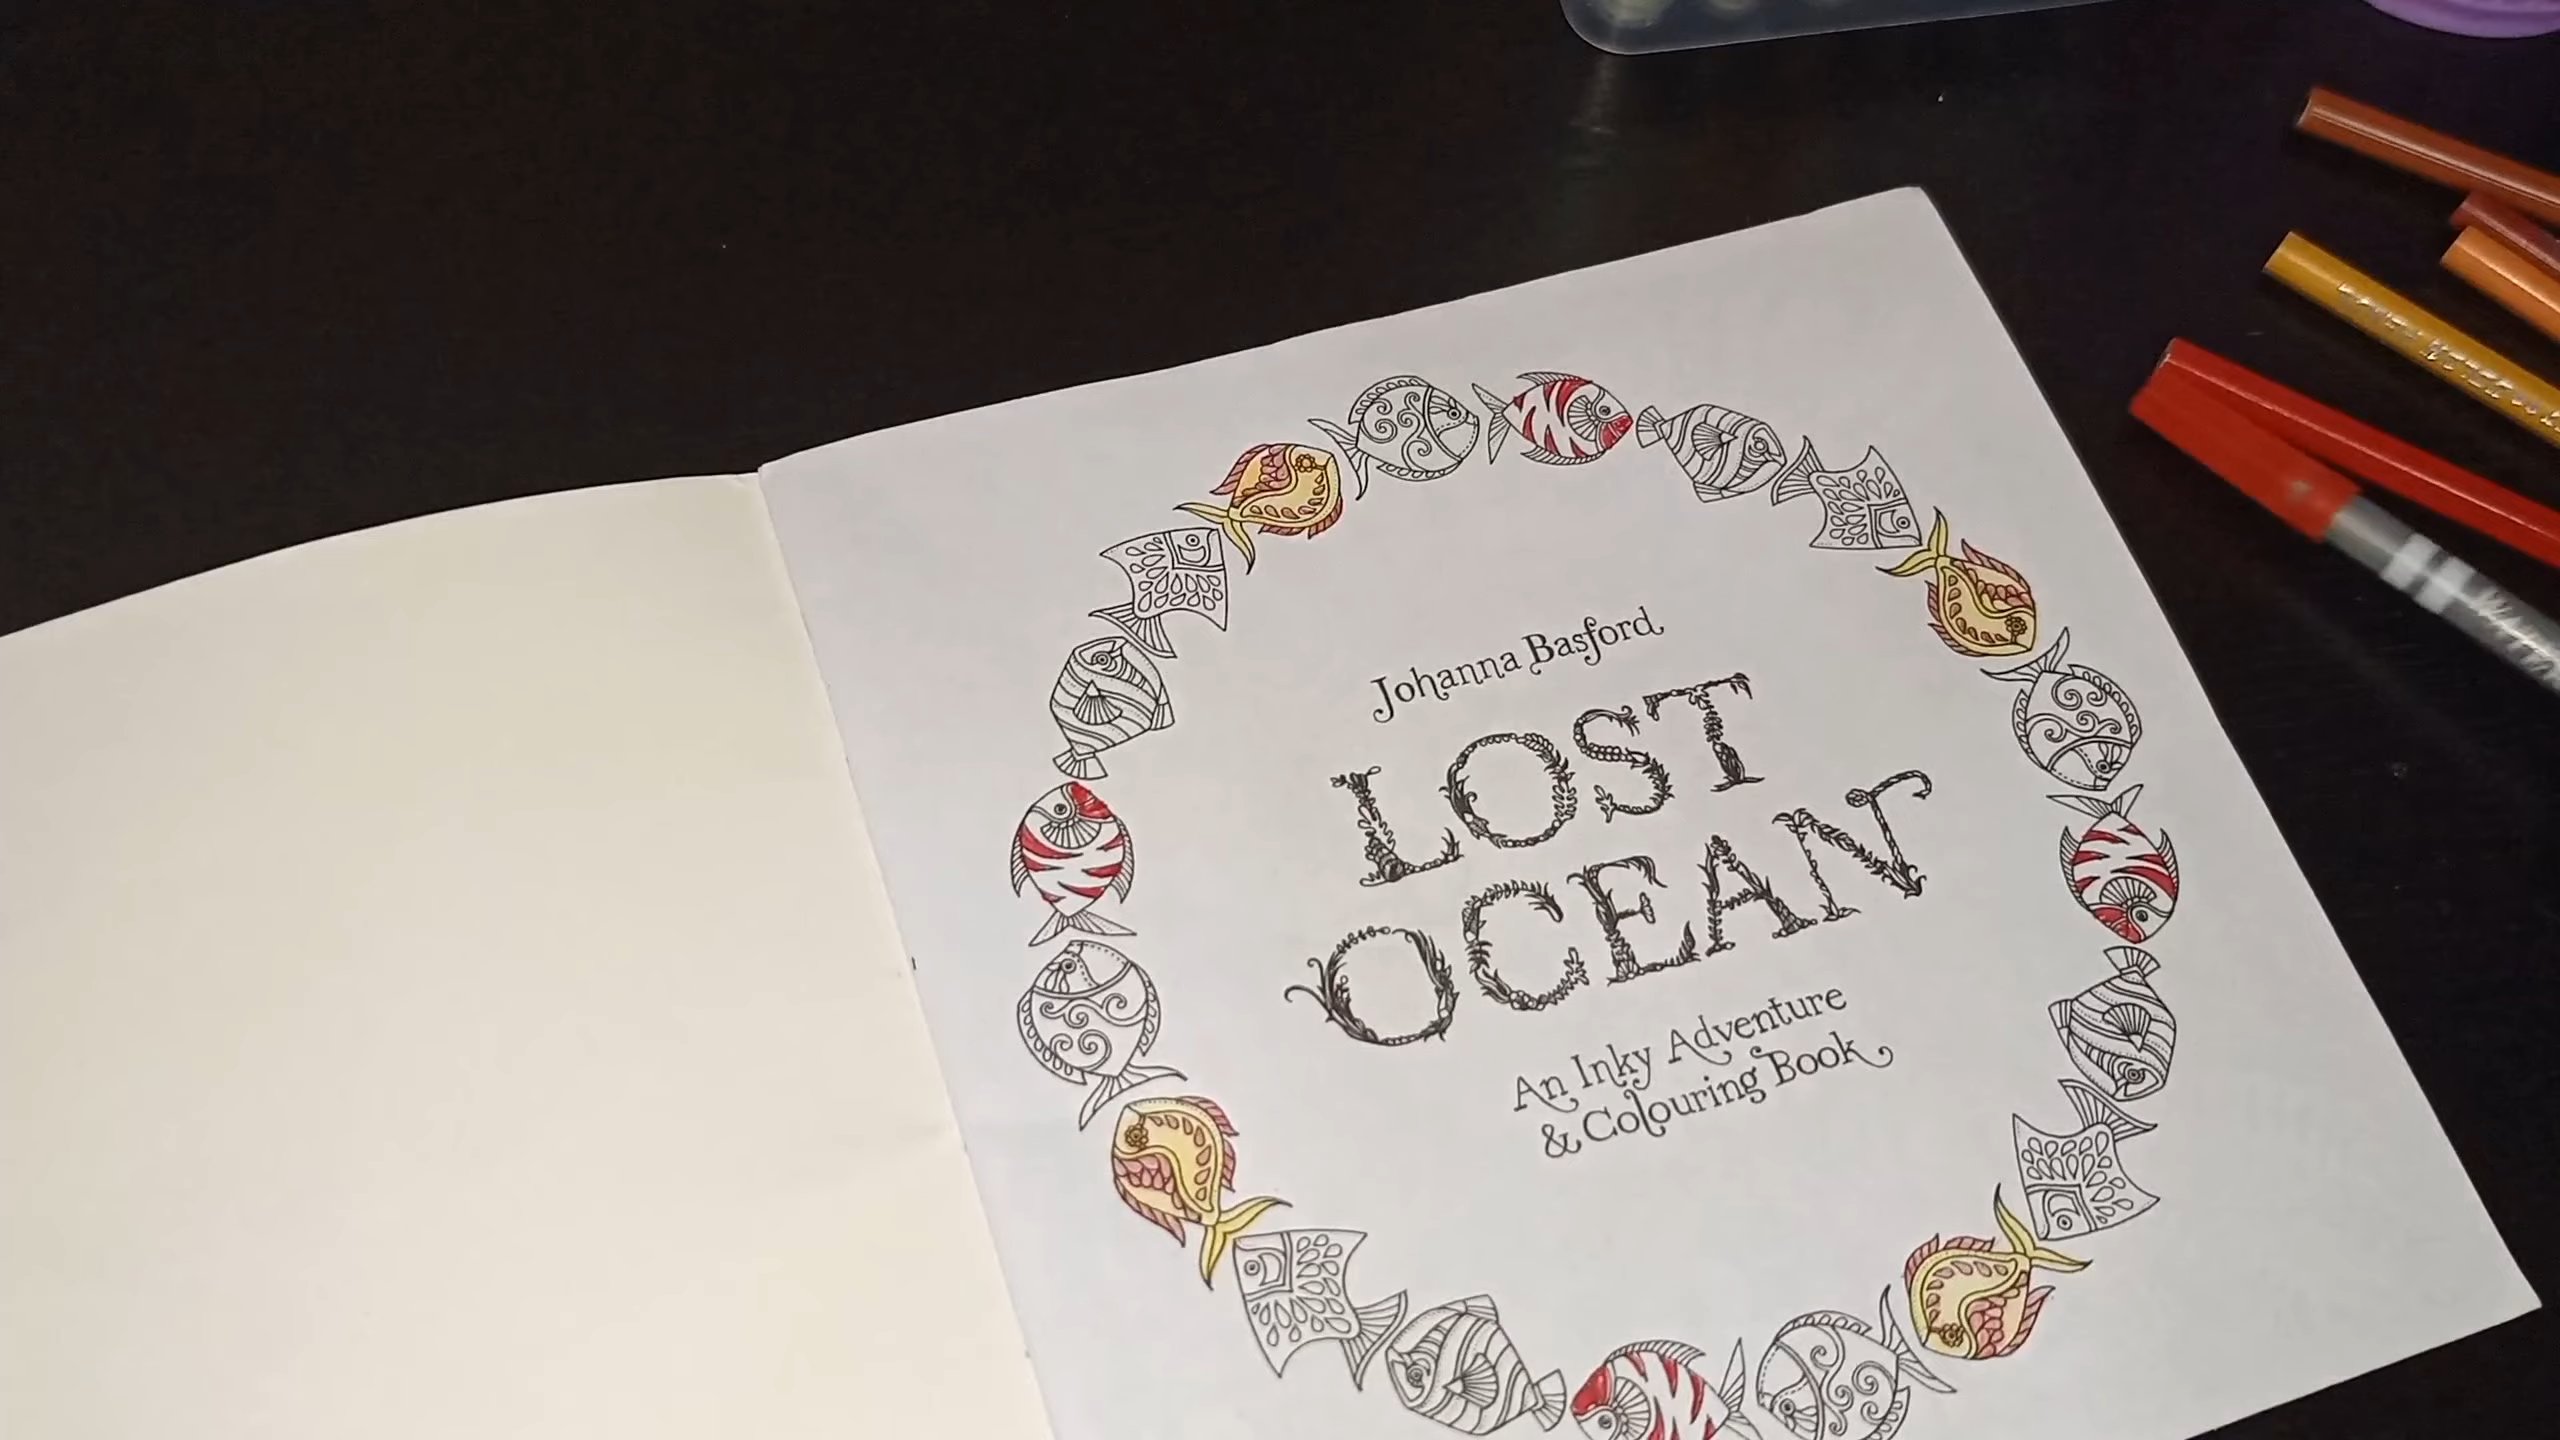 Johanna Basford
LOST
OCEAN
An Inky Adventure
& Colouring Book